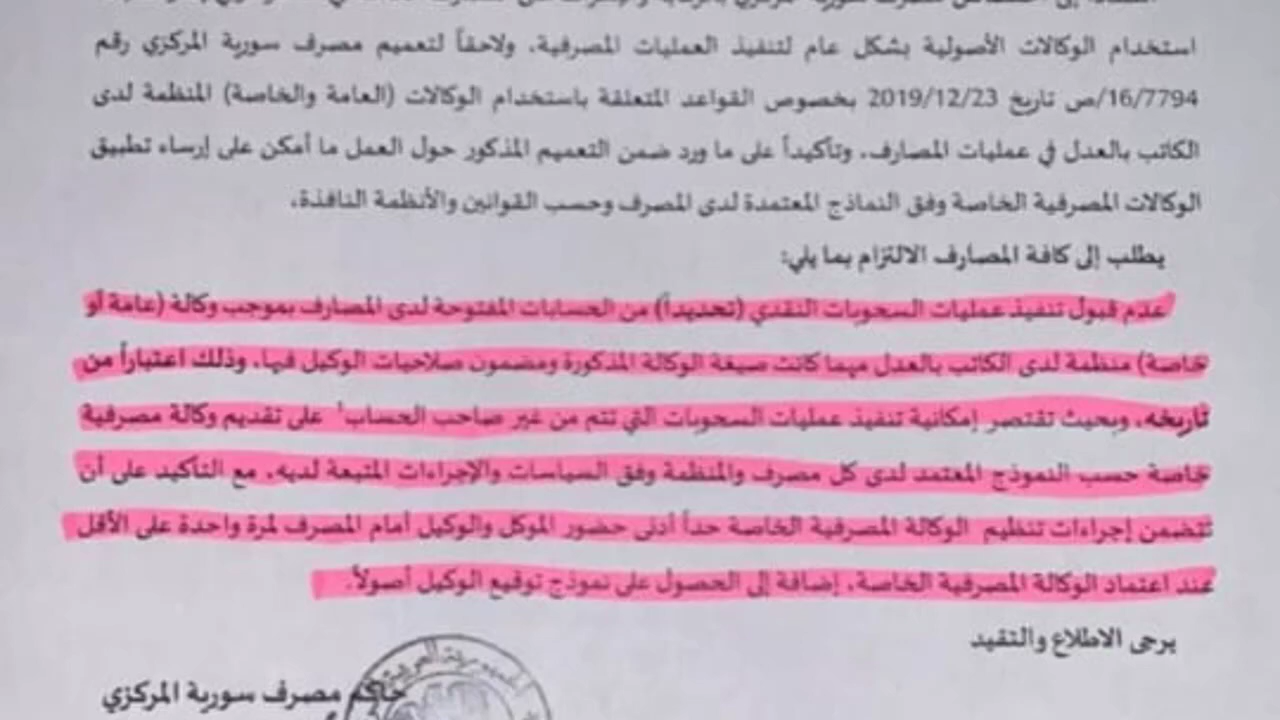 استخدام الوكالات الأصولية بشكل عام لتنفيذ العمليات المصرفية، ولاحقاً لتعميم مصرف سورية المركزي رقم
16/7794/ص تاريخ 2019/12/23 بخصوص القواعد المتعلقة باستخدام الوكالات (العامة والخاصة) المنظمة لدى
الكاتب بالعدل في عمليات المصارف، وتأكيداً على ما ورد ضمن التعميم المذكور حول العمل ما أمكن على إرساء تطبيق
الوكالات المصرفية الخاصة وفق النماذج المعتمدة لدى المصرف وحسب القوانين والأنظمة النافذة،
يطلب إلى كافة المصارف الالتزام بما يلي:
عدم قبول تنفيذ عمليات السحوبات النقدي (تحديداً) من الحسابات المفتوحة لدى المصارف بموجب وكالة (عامة أو
خاصة) منظمة لدى الكاتب بالعدل مهما كانت صيغة الوكالة المذكورة ومضمون صلاحيات الوكيل فيها، وذلك اعتباراً من
تاريخه، وبحيث تقتصر إمكانية تنفيذ عمليات السحوبات التي تتم من غير صاحب الحساب¹ على تقديم وكالة مصرفية
خاصة حسب النموذج المعتمد لدى كل مصرف والمنظمة وفق السياسات والإجراءات المتبعة لديه، مع التأكيد على أن
تتضمن إجراءات تنظيم الوكالة المصرفية الخاصة حداً أدنى حضور الموكل والوكيل أمام المصرف لمرة واحدة على الأقل
عند اعتماد الوكالة المصرفية الخاصة، إضافة إلى الحصول على نموذج توقيع الوكيل أصولاً.
يرجى الاطلاع والتقيد
حاكم مصرف سورية المركزي